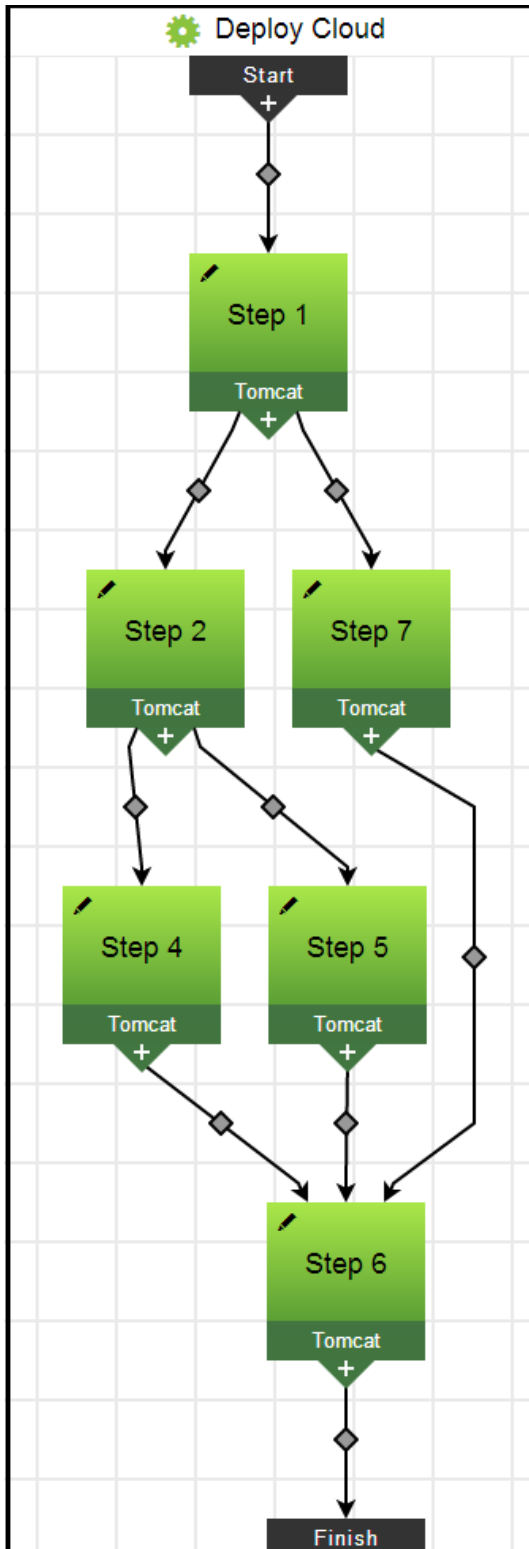 Deploy Cloud
Start
+
Step 1
Tomcat
+
Step 2
Step 7
Tomcat
Tomcat
+
+
Step 4
Step 5
Tomcat
Tomcat
+
+
Step 6
Tomcat
+
Finish